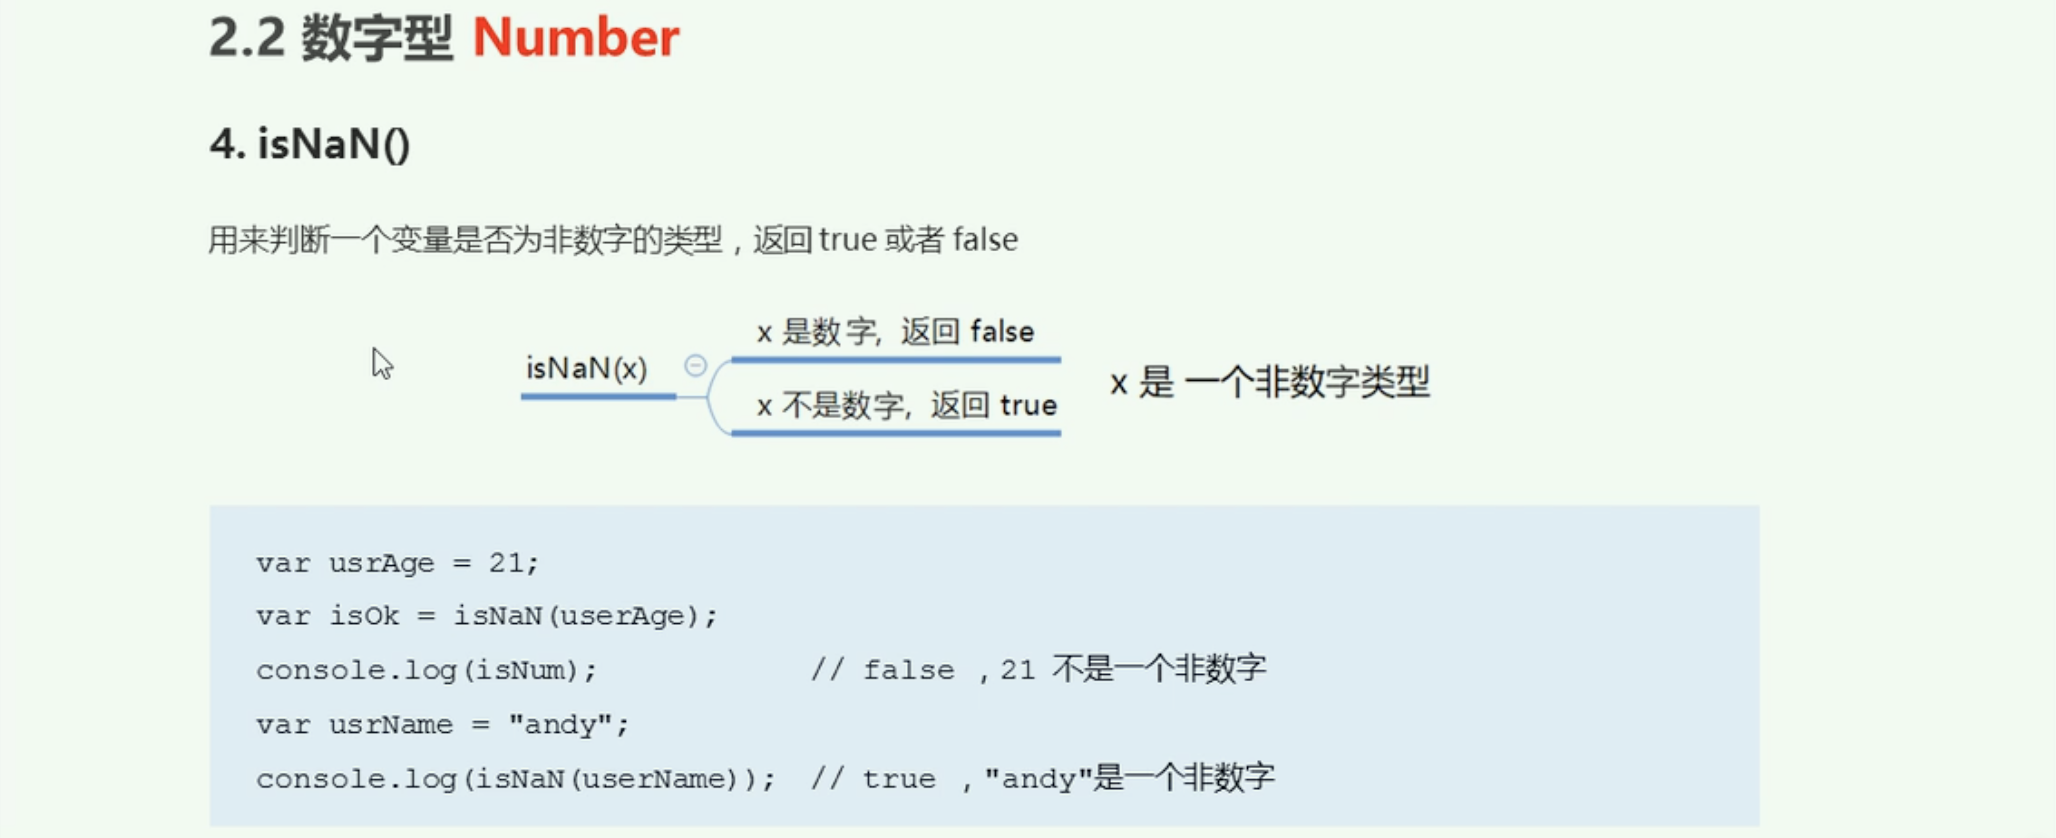 2.2 数字型 Number
4. isNaN()
用来判断一个变量是否为非数字的类型，返回 true 或者 false
isNaN(x)
x 是数字, 返回 false
x 不是数字, 返回 true
x 是 一个非数字类型
var usrAge = 21;
var isOk = isNaN(userAge);
console.log(isNum); // false ,21 不是一个非数字
var usrName = "andy";
console.log(isNaN(userName)); // true ,"andy"是一个非数字